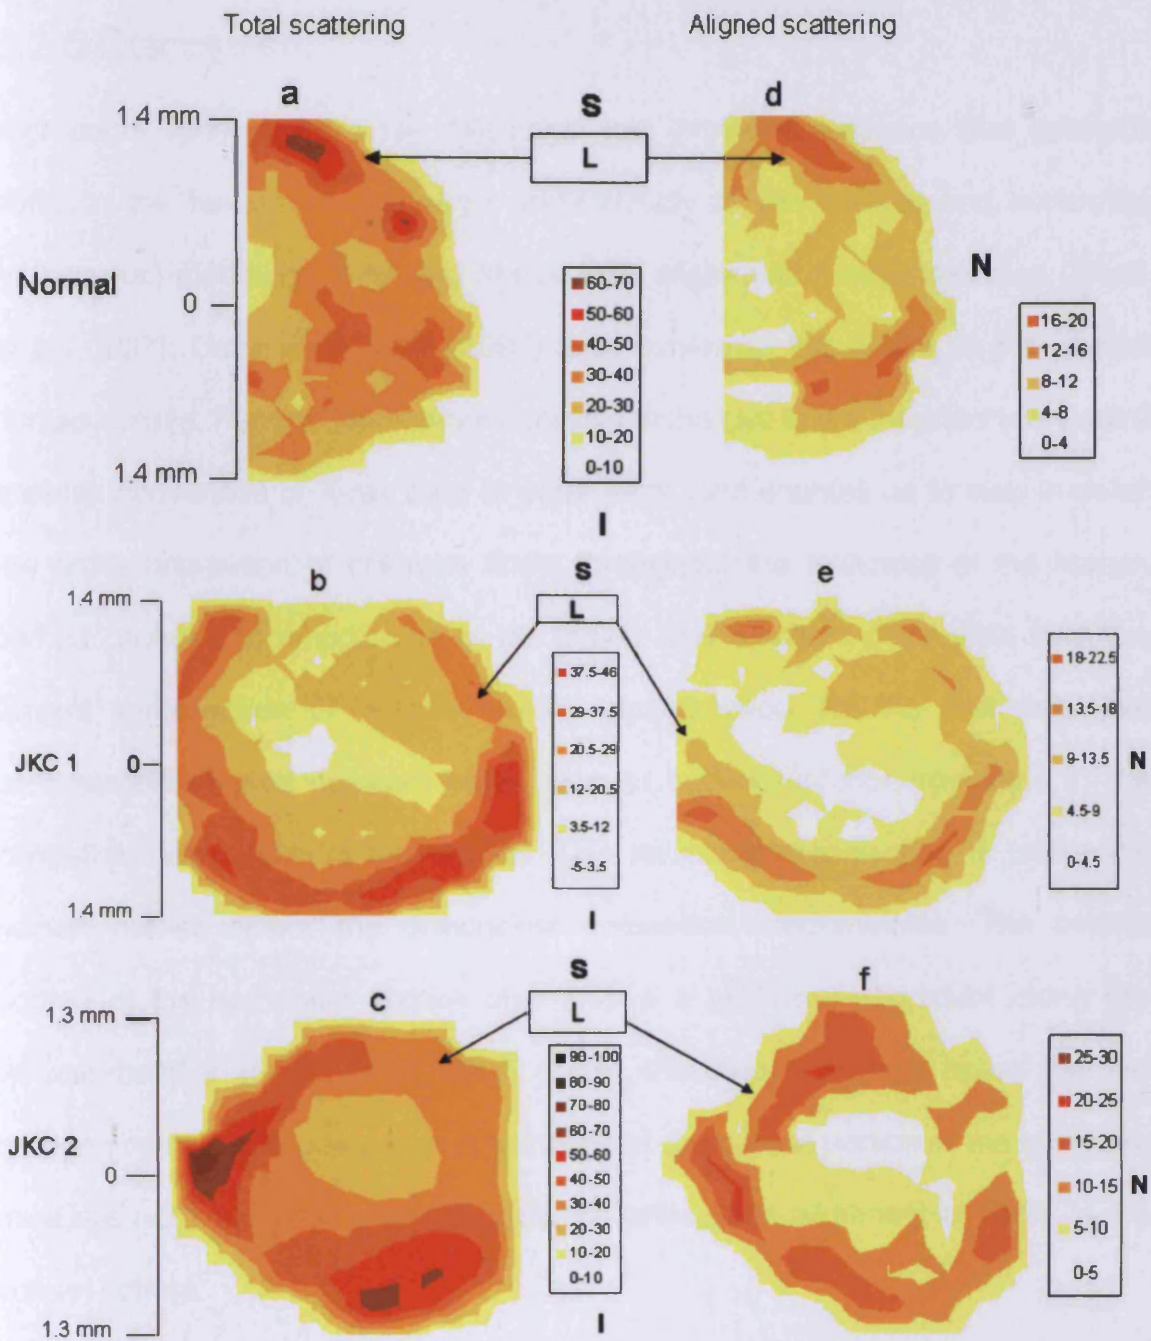 Total scattering Aligned scattering
a S d
1.4 mm
L
Normal
N
0
60-70
50-60
40-50
30-40
20-30
10-20
0-10
16-20
12-16
8-12
4-8
0-4
1.4 mm
I
b S e
1.4 mm
L
37.5-46
29-37.5
20.5-29
12-20.5
3.5-12
-5-3.5
18-22.5
13.5-18
9-13.5
4.5-9
0-4.5
JKC 1
0
N
1.4 mm
I
c S f
1.3 mm
L
90-100
80-90
70-80
60-70
50-60
40-50
30-40
20-30
10-20
0-10
25-30
20-25
15-20
10-15
5-10
0-5
JKC 2
0
N
1.3 mm
I